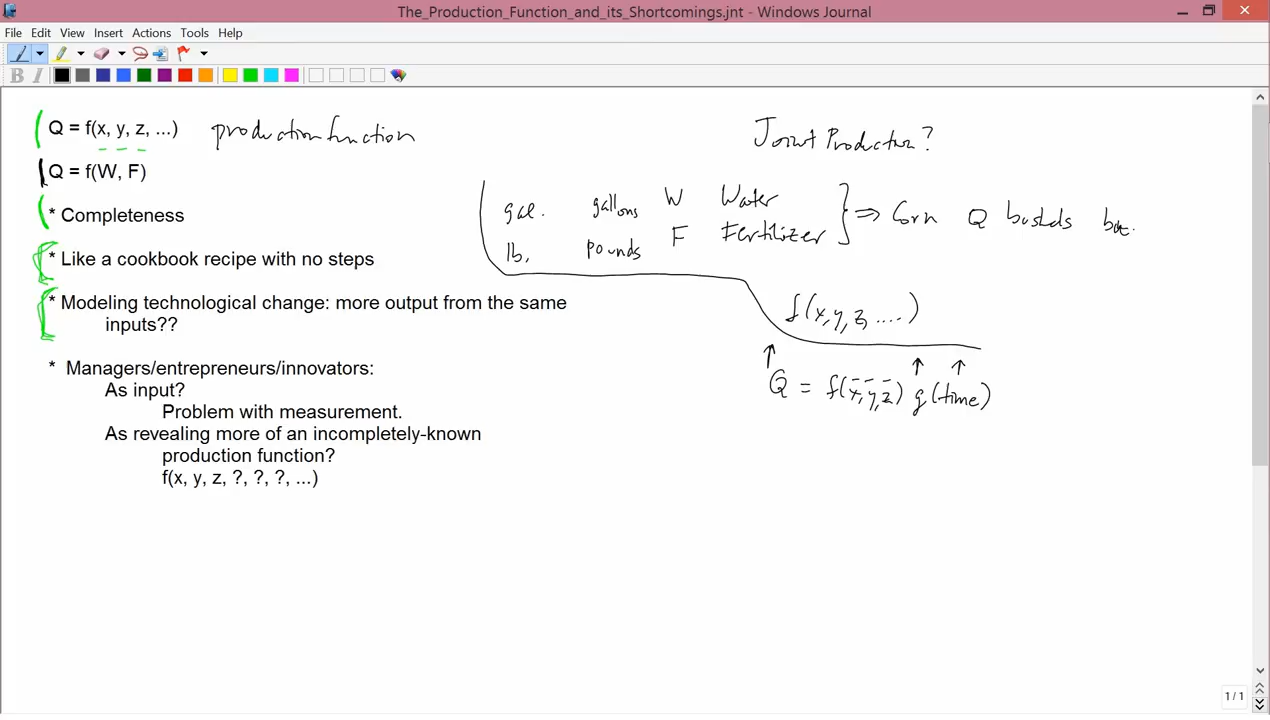 The_Production_Function_and_its_Shortcomings.jnt - Windows Journal
File Edit View Insert Actions Tools Help
B I
Q = f(x, y, z, ...) production function
Joint Production?
Q = f(W, F)
gal. gallons W Water
lb. pounds F Fertilizer
⇒ Corn Q bushels
* Completeness
* Like a cookbook recipe with no steps
* Modeling technological change: more output from the same
inputs??
f(x, y, z, ....)
Q = f(x, y, z) g(time)
* Managers/entrepreneurs/innovators:
As input?
Problem with measurement.
As revealing more of an incompletely-known
production function?
f(x, y, z, ?, ?, ?, ...)
1 / 1